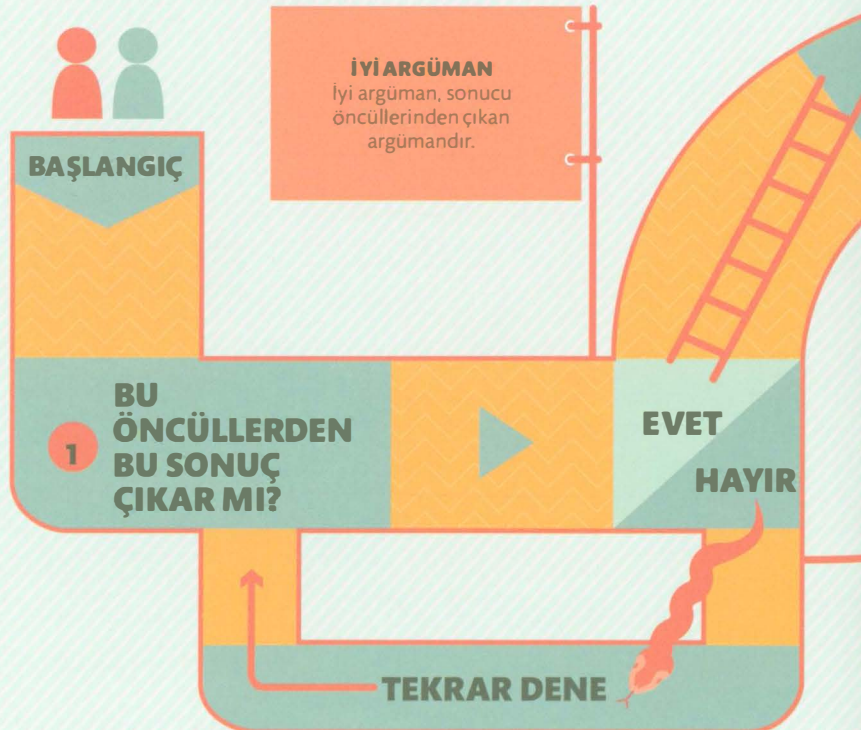 İYİ ARGÜMAN
İyi argüman, sonucu
öncüllerinden çıkan
argümandır.
BAŞLANGIÇ
1
BU
ÖNCÜLLERDEN
BU SONUÇ
ÇIKAR MI?
EVET
HAYIR
TEKRAR DENE